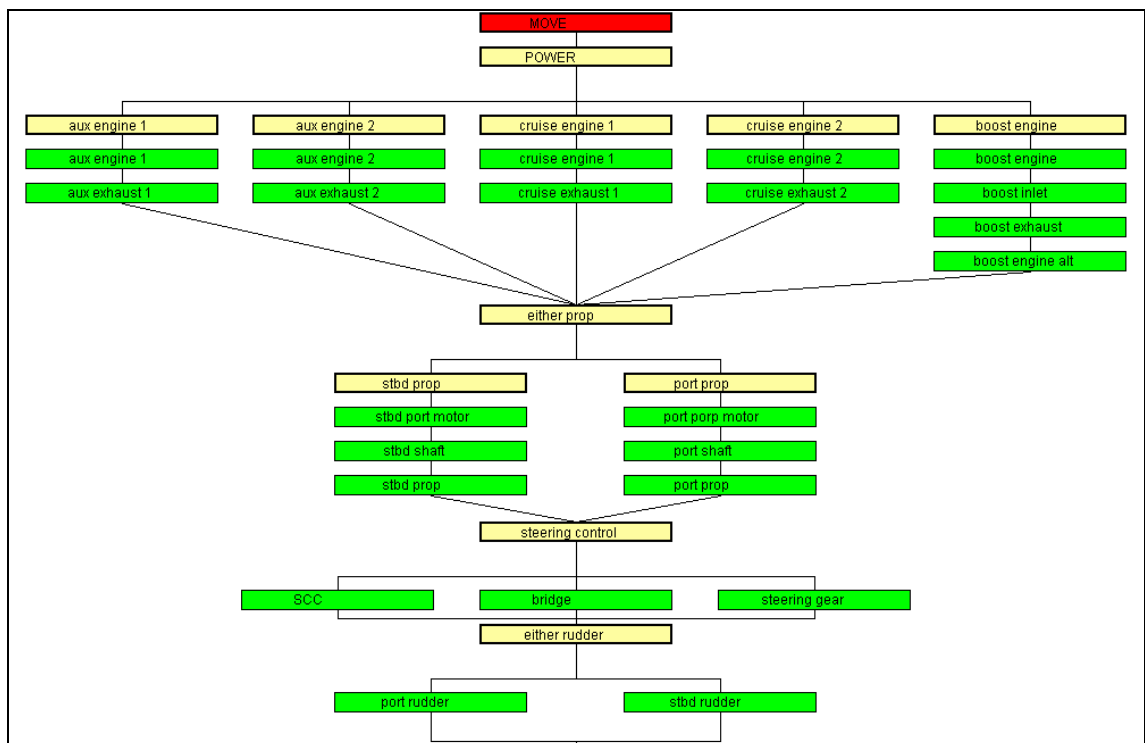 MOVE
POWER
aux engine 1 aux engine 2 cruise engine 1 cruise engine 2 boost engine
aux engine 1 aux engine 2 cruise engine 1 cruise engine 2 boost engine
aux exhaust 1 aux exhaust 2 cruise exhaust 1 cruise exhaust 2 boost inlet
boost exhaust
boost engine alt
either prop
stbd prop port prop
stbd port motor port porp motor
stbd shaft port shaft
stbd prop port prop
steering control
SCC bridge steering gear
either rudder
port rudder stbd rudder